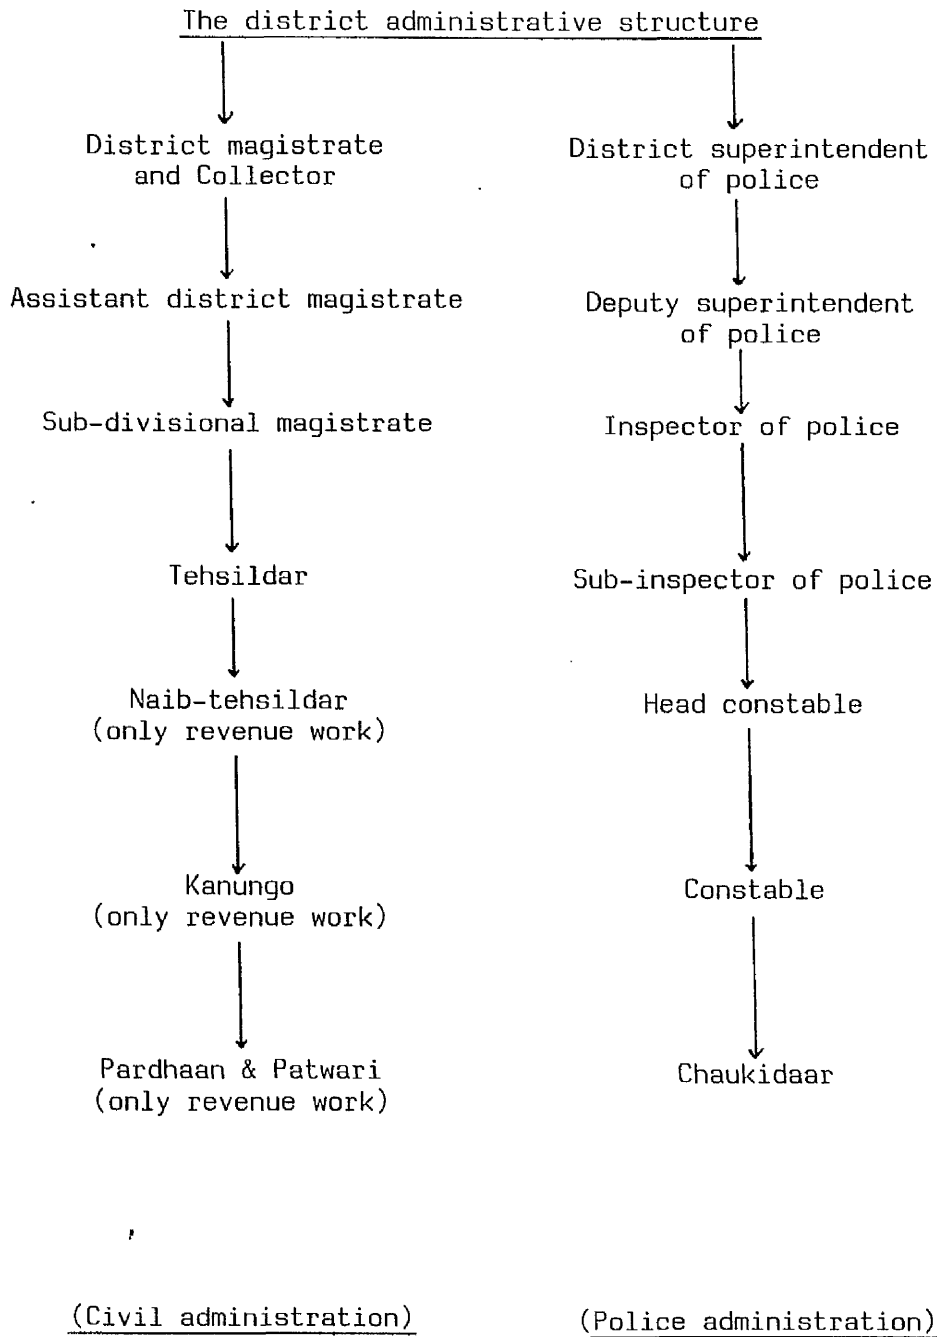 The district administrative structure
District magistrate
and Collector
Assistant district magistrate
Sub-divisional magistrate
Tehsildar
Naib-tehsildar
(only revenue work)
Kanungo
(only revenue work)
Pardhaan & Patwari
(only revenue work)
(Civil administration)
District superintendent
of police
Deputy superintendent
of police
Inspector of police
Sub-inspector of police
Head constable
Constable
Chaukidaar
(Police administration)